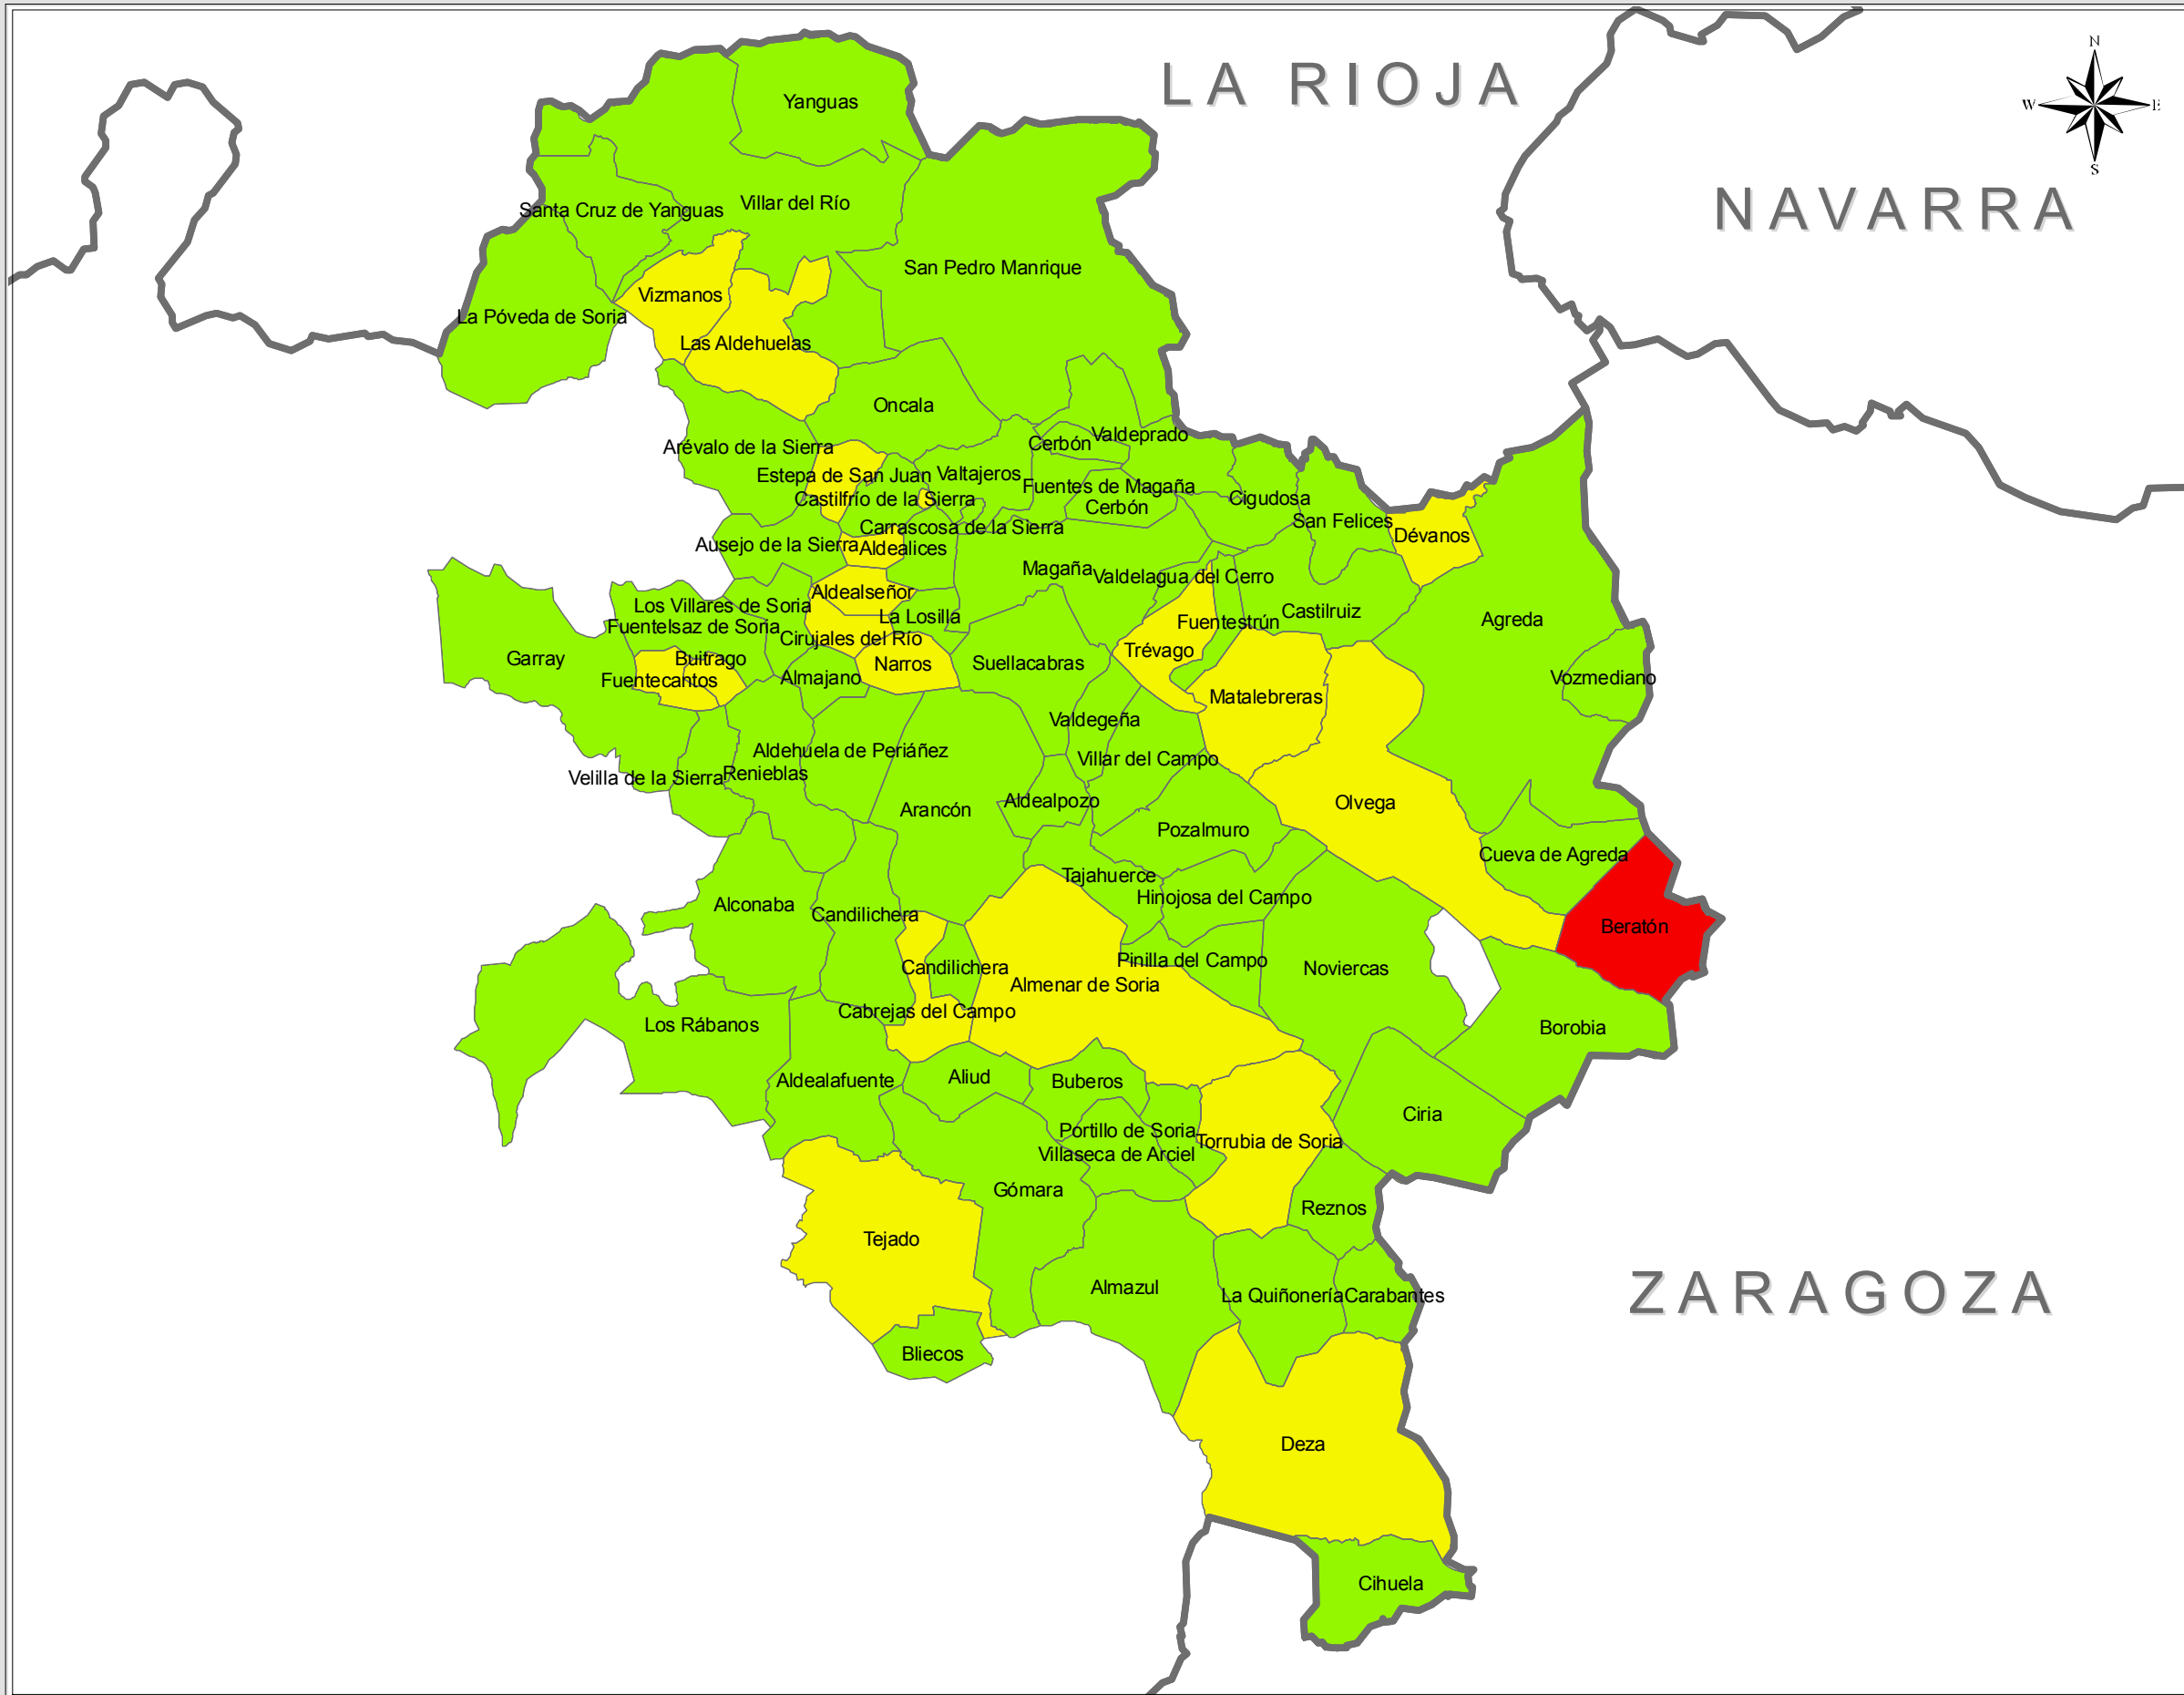 LA RIOJA
N
W E
S
NAVARRA
Yanguas
Santa Cruz de Yanguas
Villar del Río
San Pedro Manrique
Vizmanos
La Póveda de Soria
Las Aldehuelas
Oncala
Arévalo de la Sierra
Cerbón
Valdeprado
Estepa de San Juan
Valtajeros
Castilfrío de la Sierra
Fuentes de Magaña
Cerbón
Cigudosa
San Felices
Carrascosa de la Sierra
Dévanos
Ausejo de la Sierra
Aldealices
Magaña
Valdelagua del Cerro
Aldealseñor
Los Villares de Soria
La Losilla
Castilruiz
Agreda
Fuentelsaz de Soria
Fuentestrún
Cirujales del Río
Trévago
Garray
Buitrago
Narros
Suellacabras
Fuentecantos
Almajano
Vozmediano
Matalebreras
Valdegeña
Aldehuela de Periáñez
Villar del Campo
Velilla de la Sierra
Renieblas
Aldealpozo
Olvega
Arancón
Pozalmuro
Cueva de Agreda
Tajahuerce
Hinojosa del Campo
Alconaba
Candilichera
Beratón
Pinilla del Campo
Candilichera
Noviercas
Almenar de Soria
Cabrejas del Campo
Los Rábanos
Borobia
Aldealafuente
Aliud
Buberos
Ciria
Portillo de Soria
Torrubia de Soria
Villaseca de Arciel
Gómara
Reznos
Tejado
Almazul
La Quiñonería
Carabantes
ZARAGOZA
Bliecos
Deza
Cihuela